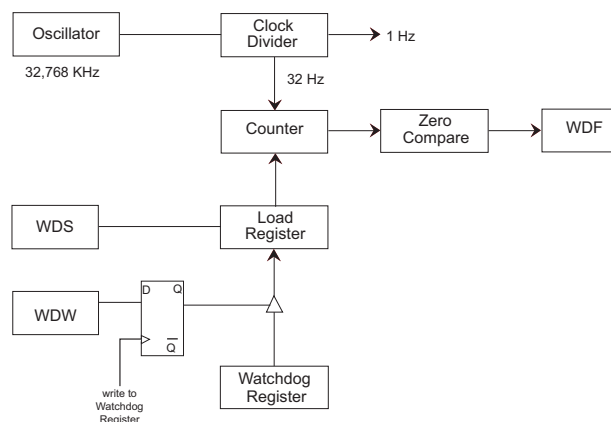 Oscillator
Clock
Divider
1 Hz
32,768 KHz
32 Hz
Counter
Zero
Compare
WDF
WDS
Load
Register
WDW
D
Q
Q
write to
Watchdog
Register
Watchdog
Register